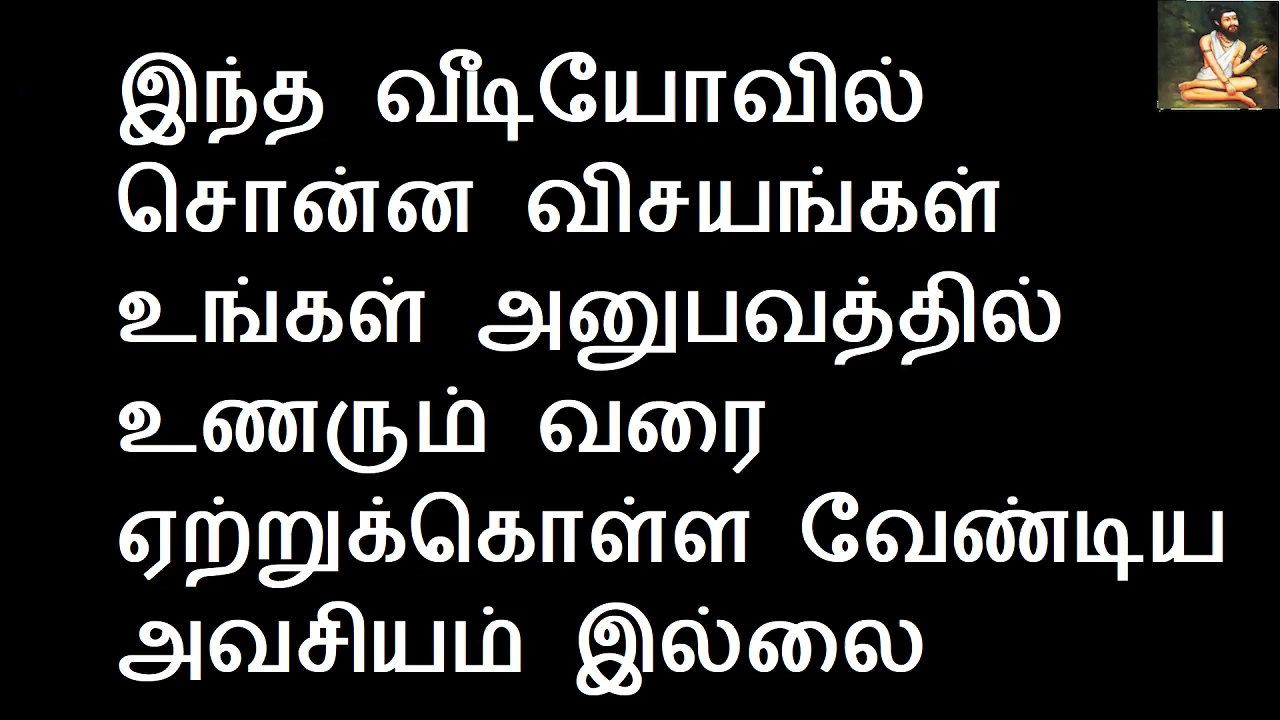 இந்த வீடியோவில்
சொன்ன விசயங்கள்
உங்கள் அனுபவத்தில்
உணரும் வரை
ஏற்றுக்கொள்ள வேண்டிய
அவசியம் இல்லை